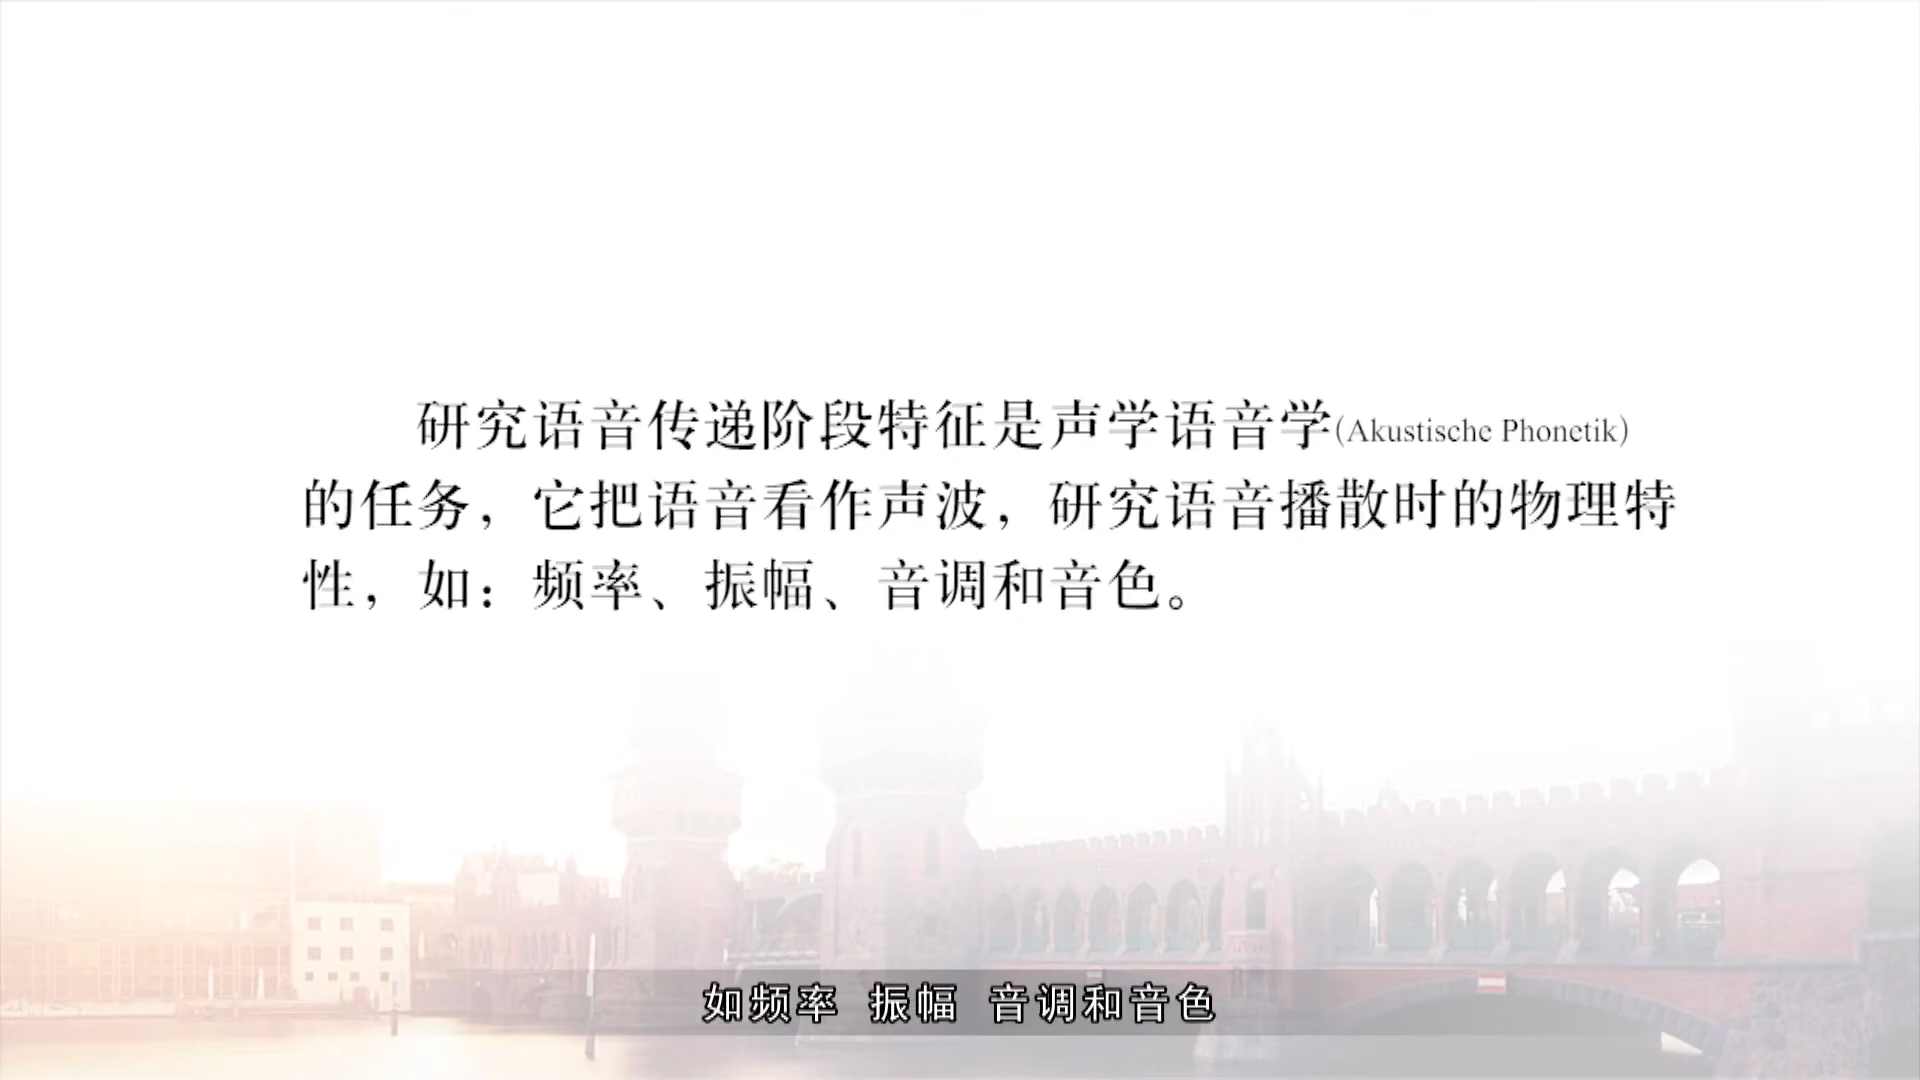 研究语音传递阶段特征是声学语音学(Akustische Phonetik)
的任务，它把语音看作声波，研究语音播散时的物理特
性，如：频率、振幅、音调和音色。
如频率 振幅 音调和音色